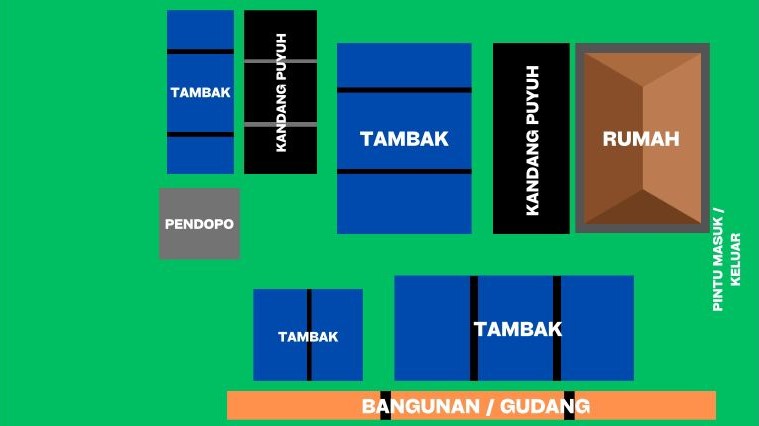 TAMBAK
KANDANG PUYUH
TAMBAK
KANDANG PUYUH
RUMAH
PENDOPO
PINTU MASUK /
KELUAR
TAMBAK
TAMBAK
BANGUNAN / GUDANG